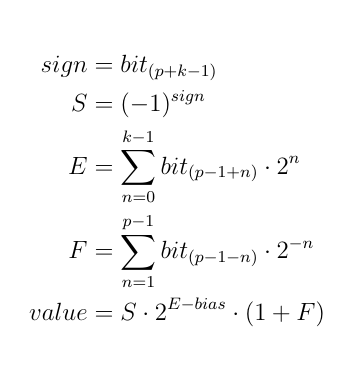 sign = bit_{(p+k-1)}
S = (-1)^{sign}
E = \sum_{n=0}^{k-1} bit_{(p-1+n)} \cdot 2^n
F = \sum_{n=1}^{p-1} bit_{(p-1-n)} \cdot 2^{-n}
value = S \cdot 2^{E-bias} \cdot (1 + F)